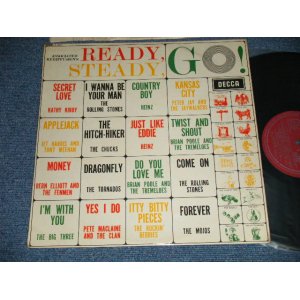 READY,
STEADY,
GO!
DECCA
SECRET LOVE
KATHY KIRBY
I WANNA BE YOUR MAN
THE ROLLING STONES
COUNTRY BOY
HEINZ
KANSAS CITY
PETER JAY AND THE JAYWALKERS
APPLEJACK
JET HARRIS AND TONY MEEHAN
THE HITCH-HIKER
THE CHUCKS
JUST LIKE EDDIE
HEINZ
TWIST AND SHOUT
BRIAN POOLE AND THE TREMELOES
MONEY
BERN ELLIOTT AND THE FENMEN
DRAGONFLY
THE TORNADOS
DO YOU LOVE ME
BRIAN POOLE AND THE TREMELOES
COME ON
THE ROLLING STONES
I'M WITH YOU
THE BIG THREE
YES I DO
PETE MACLAINE AND THE CLAN
ITTY BITTY PIECES
THE ROCKIN' BERRIES
FOREVER
THE MOJOS